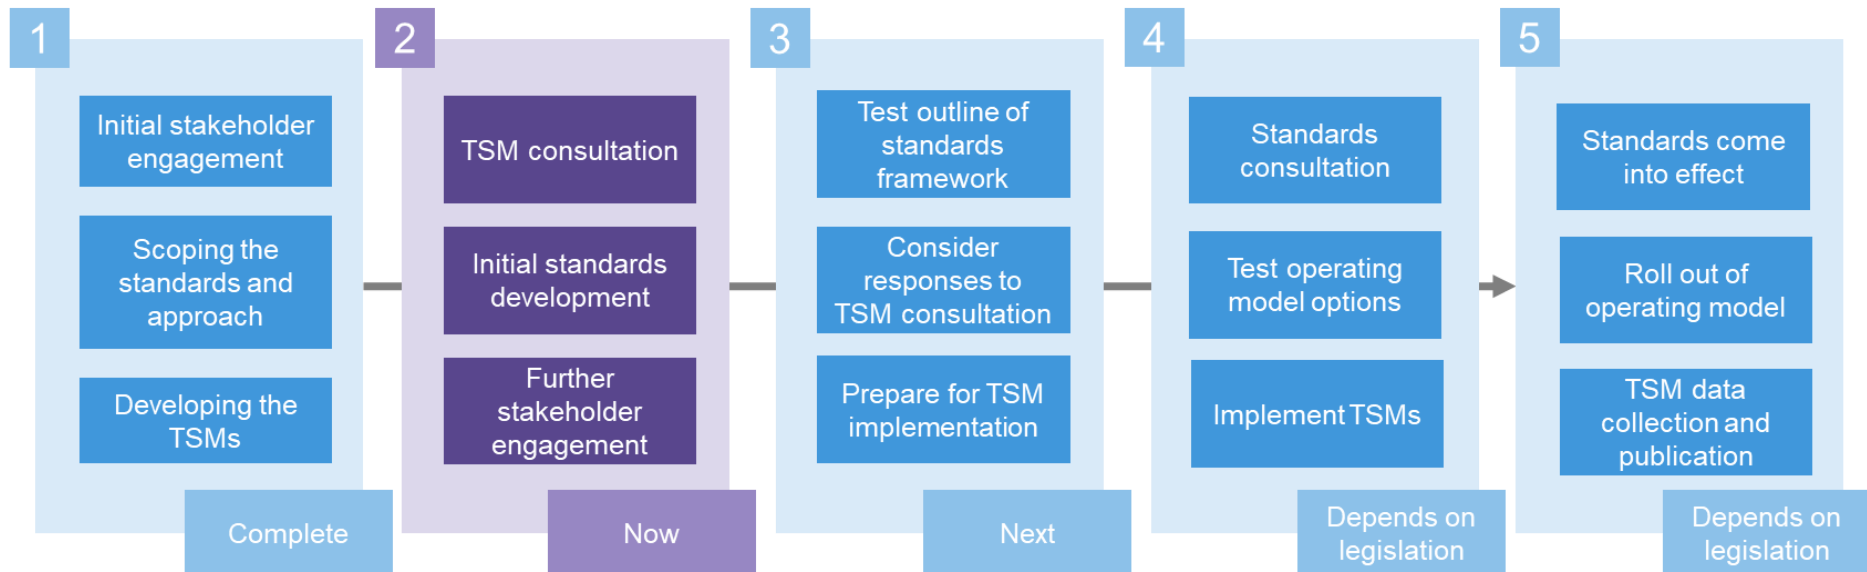 1
Initial stakeholder
engagement
Scoping the
standards and
approach
Developing the
TSMs
Complete
2
TSM consultation
Initial standards
development
Further
stakeholder
engagement
Now
3
Test outline of
standards
framework
Consider
responses to
TSM consultation
Prepare for TSM
implementation
Next
4
Standards
consultation
Test operating
model options
Implement TSMs
Depends on
legislation
5
Standards come
into effect
Roll out of
operating model
TSM data
collection and
publication
Depends on
legislation